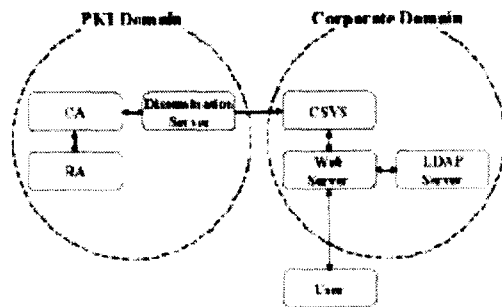 PKI Domain
Corporate Domain
CA
Dissemination
Server
CSVS
RA
Web
Server
LDAP
Server
User